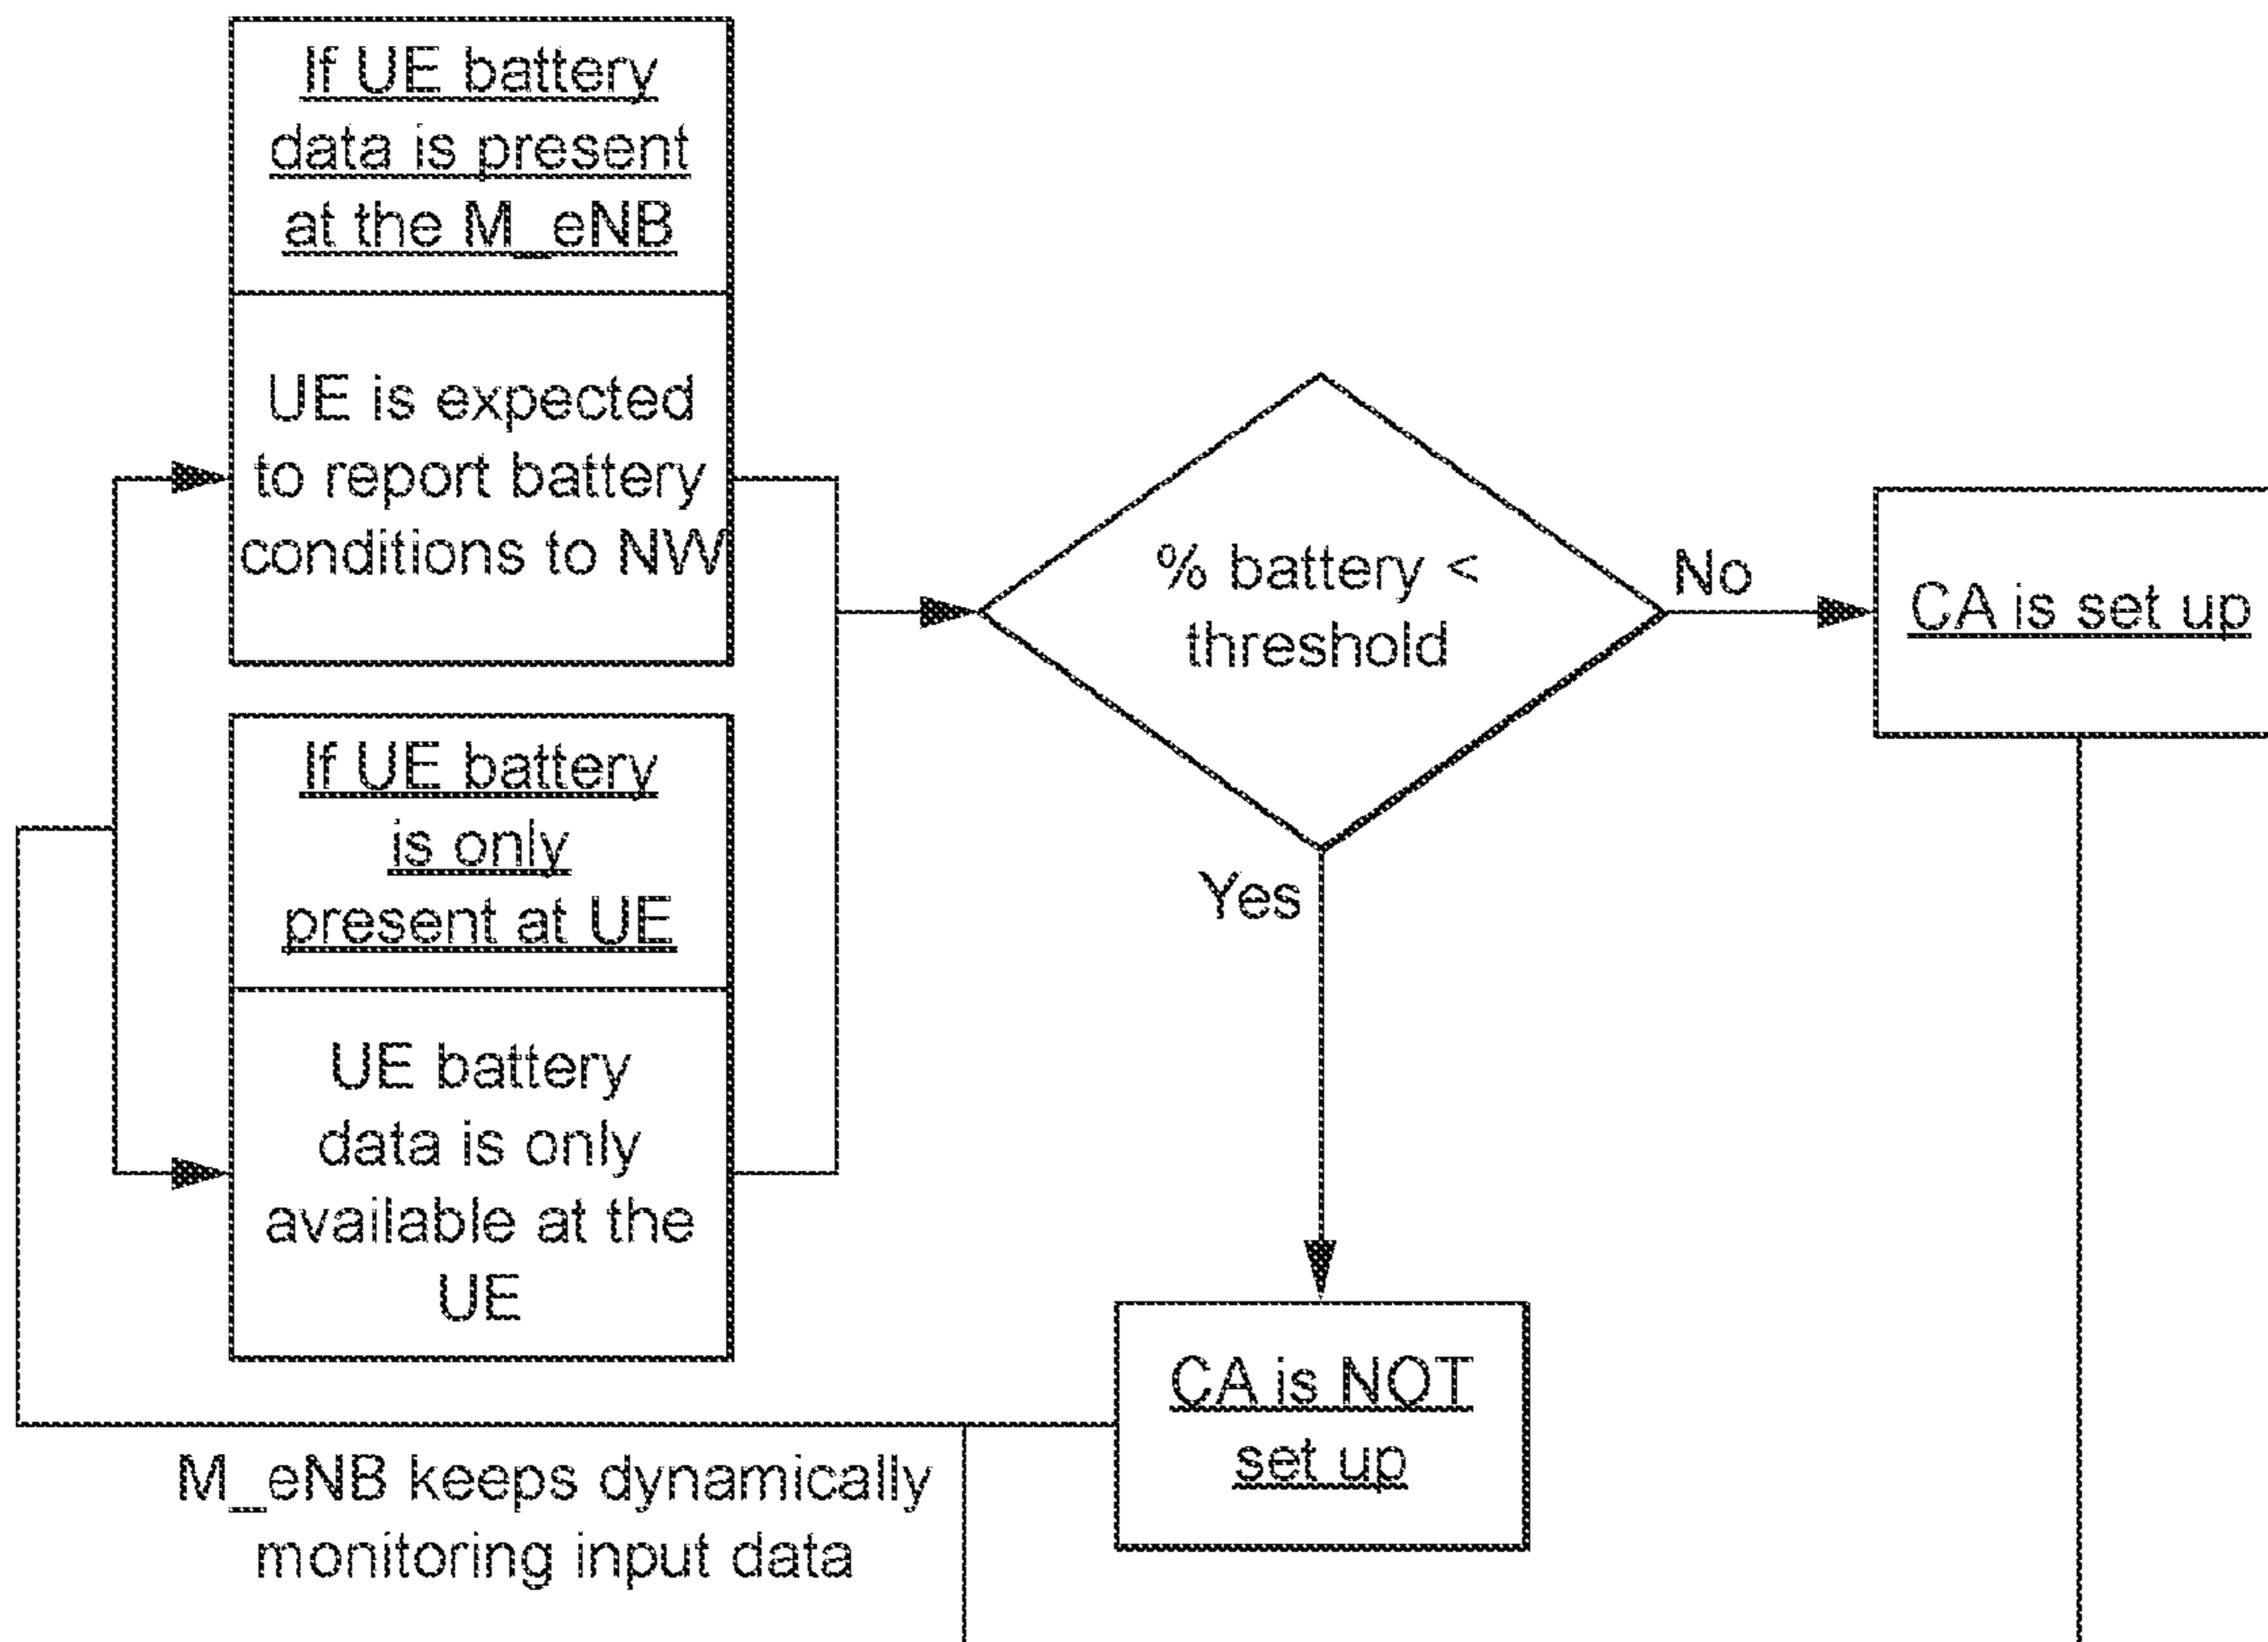 If UE battery
data is present
at the M_eNB
UE is expected
to report battery
conditions to NW
If UE battery
is only
present at UE
UE battery
data is only
available at the
UE
% battery <
threshold
No
CA is set up
Yes
CA is NOT
set up
M_eNB keeps dynamically
monitoring input data